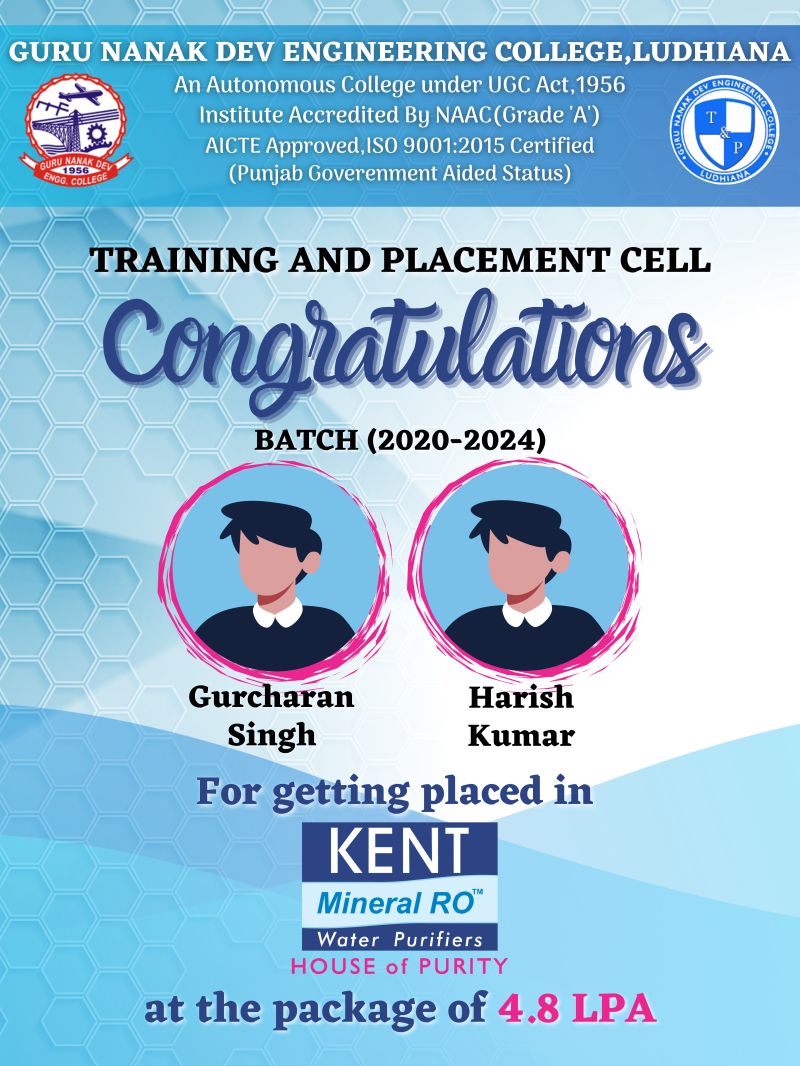 GURU NANAK DEV ENGINEERING COLLEGE,LUDHIANA
An Autonomous College under UGC Act,1956
Institute Accredited By NAAC(Grade 'A')
AICTE Approved,ISO 9001:2015 Certified
(Punjab Goverenment Aided Status)
GURU NANAK DEV
1956
ENGG. COLLEGE
GURU NANAK DEV ENGINEERING COLLEGE
T & P
LUDHIANA
TRAINING AND PLACEMENT CELL
Congratulations
BATCH (2020-2024)
Gurcharan
Singh
Harish
Kumar
For getting placed in
KENT
Mineral RO™
Water Purifiers
HOUSE of PURITY
at the package of 4.8 LPA